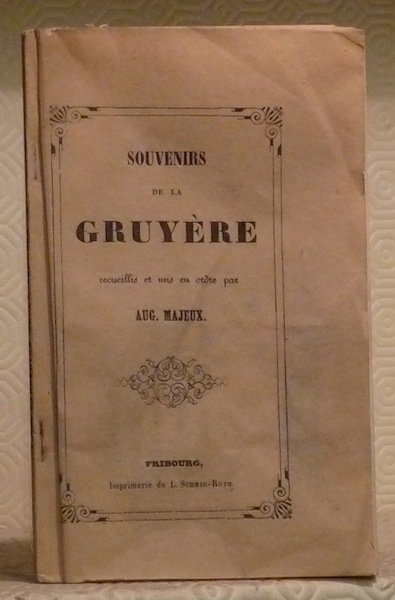 SOUVENIRS
DE LA
GRUYÈRE
recueillis et mis en ordre par
AUG. MAJEUX.
FRIBOURG,
Imprimerie de L. SCHMID-ROTH.